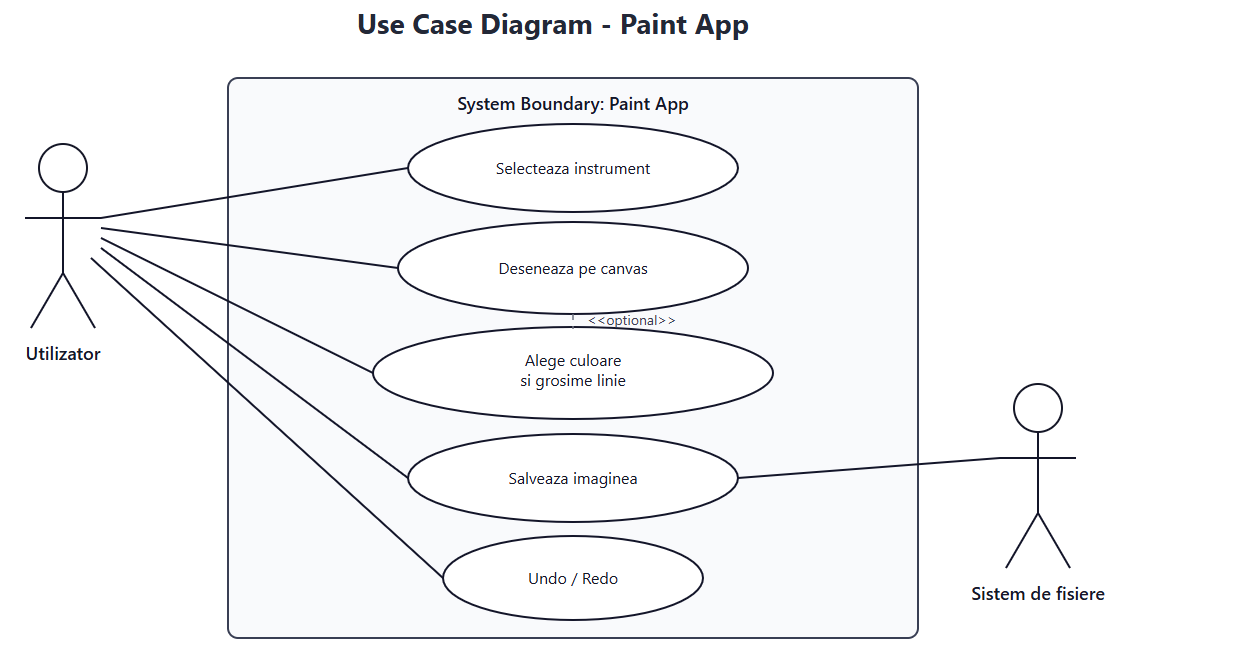 Use Case Diagram - Paint App
System Boundary: Paint App
Selecteaza instrument
Deseneaza pe canvas
<<optional>>
Utilizator
Alege culoare
si grosime linie
Salveaza imaginea
Undo / Redo
Sistem de fisiere